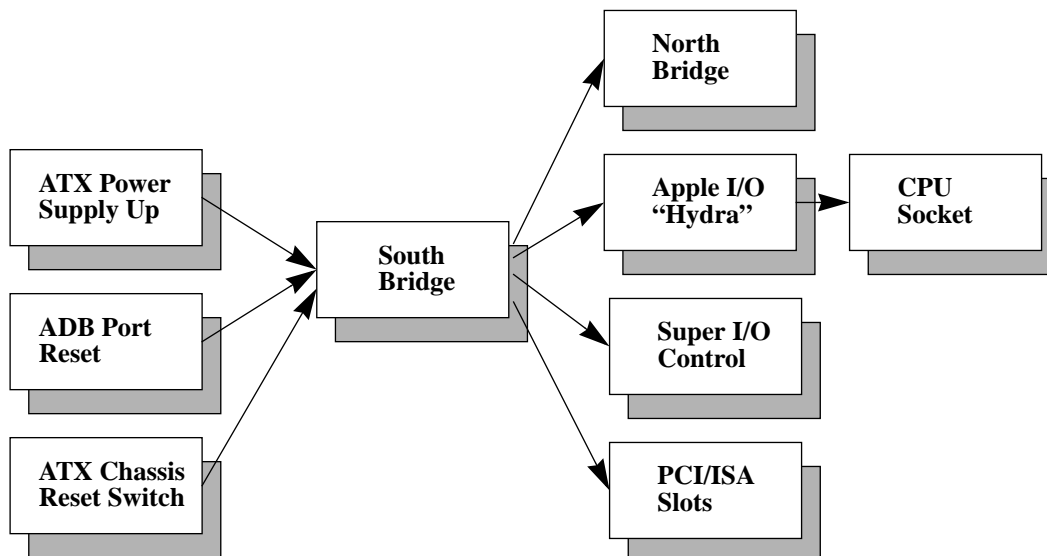 North
Bridge
ATX Power
Supply Up
Apple I/O
“Hydra”
CPU
Socket
South
Bridge
ADB Port
Reset
Super I/O
Control
ATX Chassis
Reset Switch
PCI/ISA
Slots